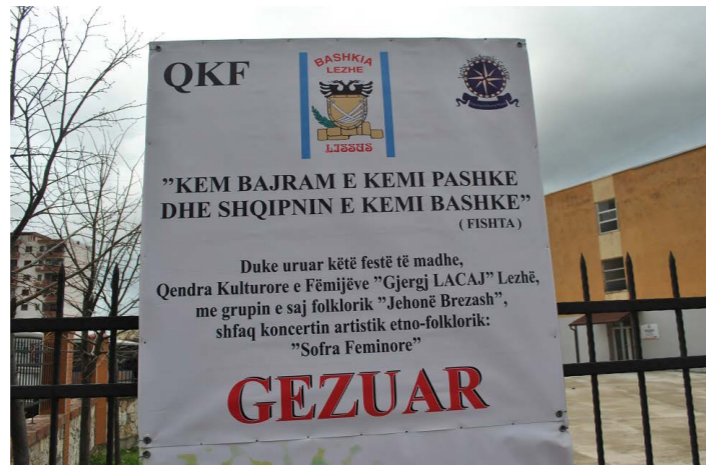 QKF
BASHKIA
LEZHE
LISSUS
”KEM BAJRAM E KEMI PASHKE
DHE SHQIPNIN E KEMI BASHKE”
( FISHTA )
Duke uruar këtë festë të madhe,
Qendra Kulturore e Fëmijëve ”Gjergj LACAJ” Lezhë,
me grupin e saj folklorik ”Jehonë Brezash”,
shfaq koncertin artistik etno-folklorik:
”Sofra Feminore”
GEZUAR